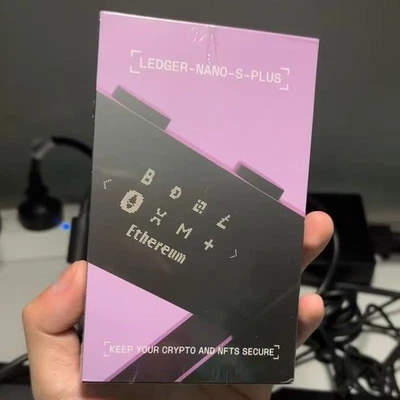 LEDGER-NANO-S-PLUS
Ethereum
KEEP YOUR CRYPTO AND NFTS SECURE